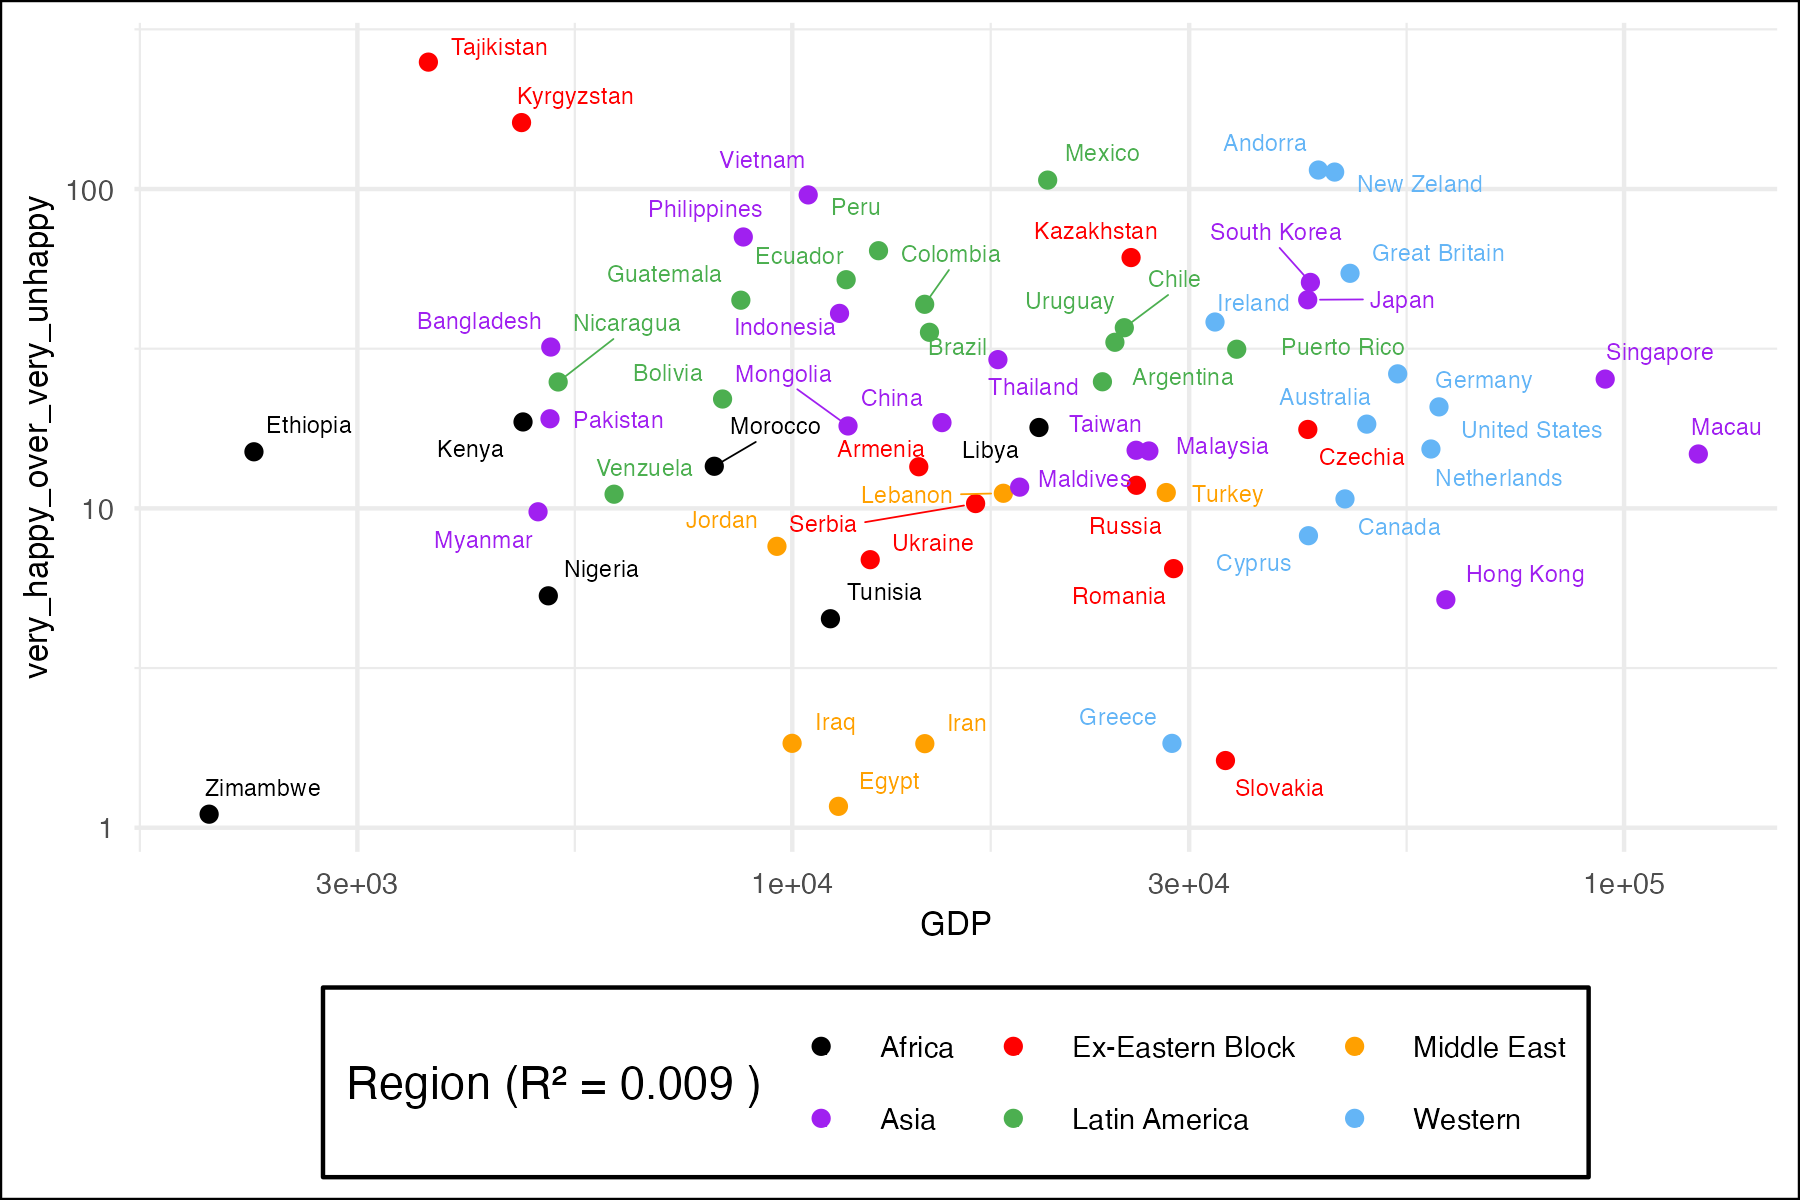 Tajikistan
Kyrgyzstan
Andorra
Mexico
Vietnam
100
New Zeland
Peru
Philippines
Kazakhstan
South Korea
Great Britain
Colombia
Ecuador
Guatemala
Chile
Uruguay
Ireland
Japan
Bangladesh
Nicaragua
Indonesia
Brazil
Puerto Rico
Singapore
Bolivia
Mongolia
Thailand
Argentina
Germany
China
Australia
Ethiopia
Pakistan
Morocco
Taiwan
United States
Macau
Kenya
Armenia
Libya
Malaysia
Czechia
Venzuela
Maldives
Netherlands
Lebanon
Turkey
10
Jordan
Serbia
Russia
Canada
Myanmar
Ukraine
Cyprus
Nigeria
Hong Kong
Tunisia
Romania
Iraq
Iran
Greece
Egypt
Zimambwe
Slovakia
1
very_happy_over_very_unhappy
3e+03
1e+04
3e+04
1e+05
GDP
Region (R² = 0.009 )
Africa
Ex-Eastern Block
Middle East
Asia
Latin America
Western